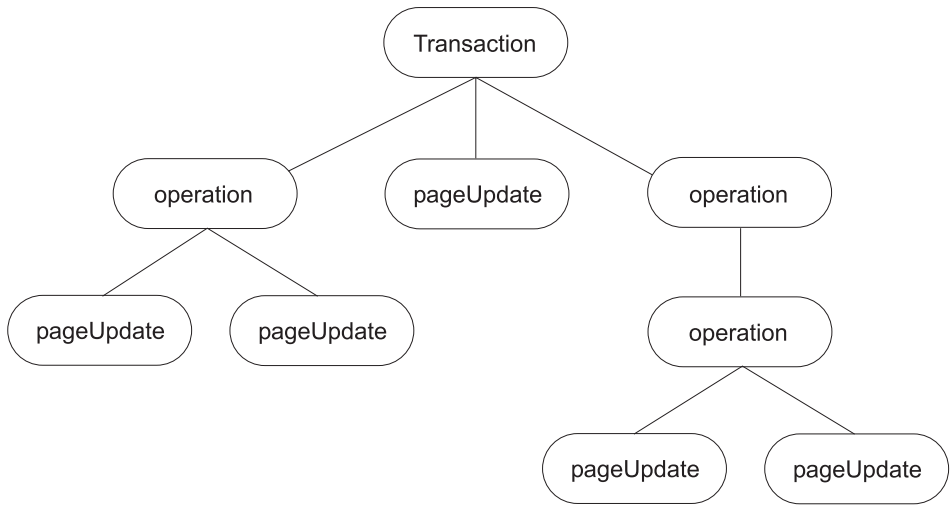 Transaction
operation
pageUpdate
operation
pageUpdate
pageUpdate
operation
pageUpdate
pageUpdate